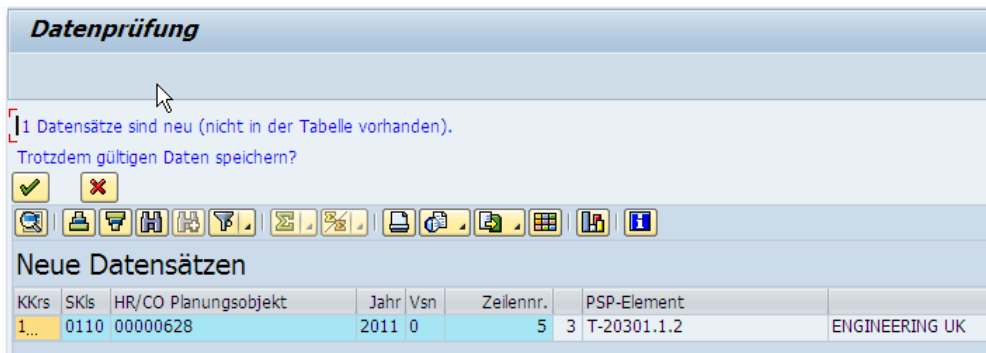 Datenprüfung
1 Datensätze sind neu (nicht in der Tabelle vorhanden).
Trotzdem gültigen Daten speichern?
Neue Datensätzen
KKrs SKls HR/CO Planungsobjekt Jahr Vsn Zeilennr. PSP-Element
1... 0110 00000628 2011 0 5 3 T-20301.1.2 ENGINEERING UK